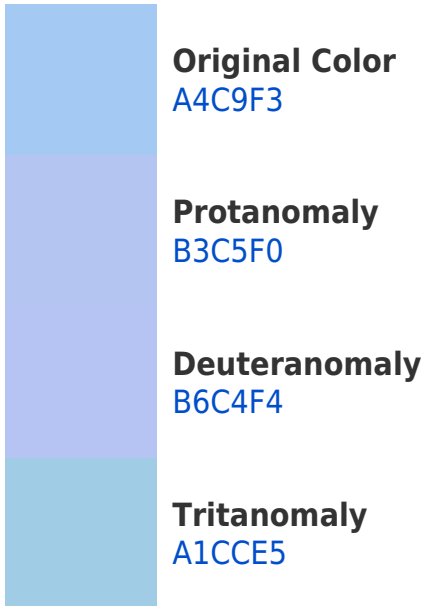 Original Color
A4C9F3
Protanomaly
B3C5F0
Deuteranomaly
B6C4F4
Tritanomaly
A1CCE5